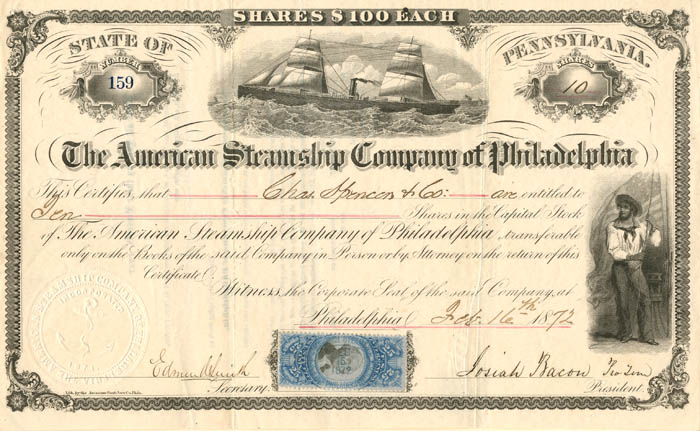 SHARES $100 EACH
STATE OF PENNSYLVANIA.
NUMBER 159
SHARES 10
The American Steamship Company of Philadelphia
This Certifies, that Chas. Spencer & Co: are entitled to
Ten Shares in the Capital Stock
of The American Steamship Company of Philadelphia, transferable
only on the Books of the said Company in Person or by Attorney on the return of this
Certificate.
Witness, the Corporate Seal of the said Company, at
Philadelphia Feb. 16th 1872
Edmund Smith
Secretary.
Josiah Bacon Pro Tem
President.
INCORPORATED